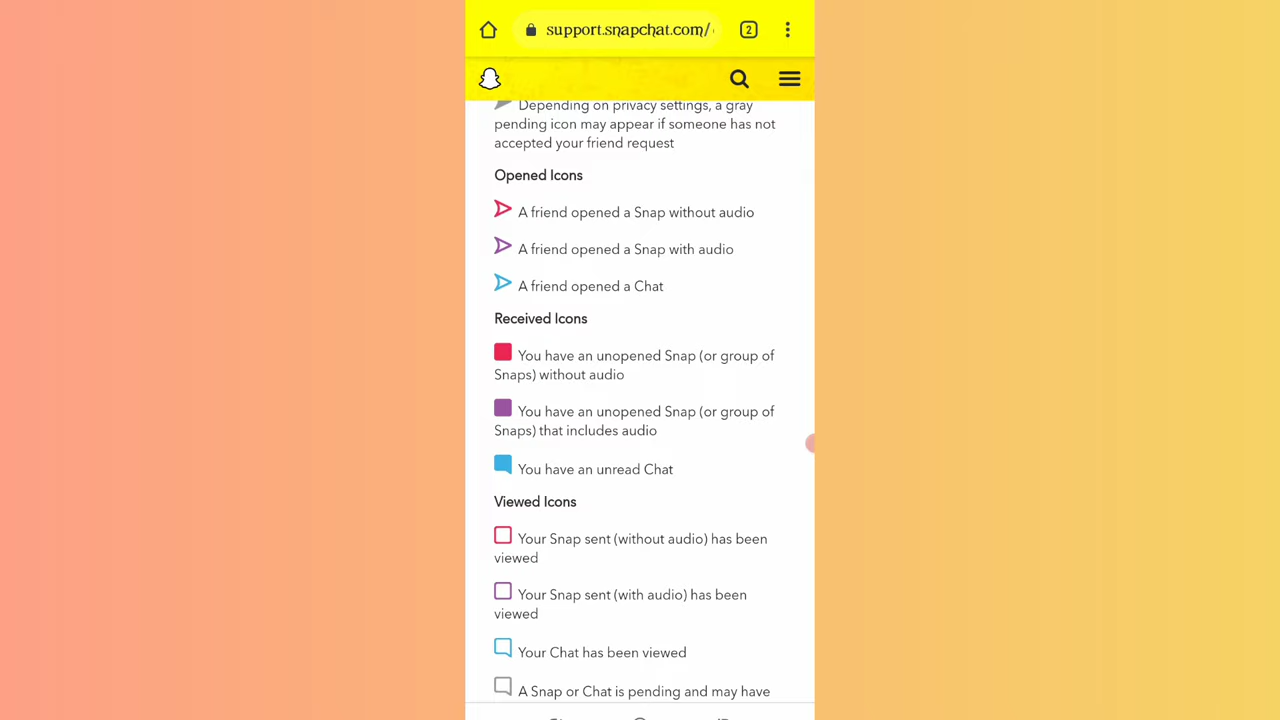 support.snapchat.com/
2
Depending on privacy settings, a gray
pending icon may appear if someone has not
accepted your friend request
Opened Icons
A friend opened a Snap without audio
A friend opened a Snap with audio
A friend opened a Chat
Received Icons
You have an unopened Snap (or group of
Snaps) without audio
You have an unopened Snap (or group of
Snaps) that includes audio
You have an unread Chat
Viewed Icons
Your Snap sent (without audio) has been
viewed
Your Snap sent (with audio) has been
viewed
Your Chat has been viewed
A Snap or Chat is pending and may have